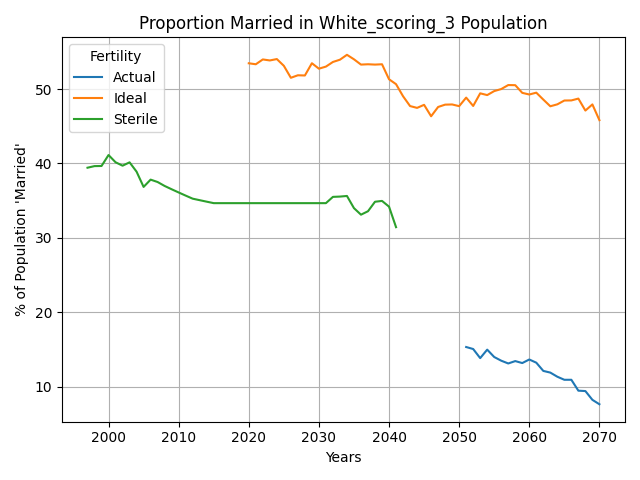 Proportion Married in White_scoring_3 Population
Fertility
Actual
Ideal
Sterile
% of Population 'Married'
50
40
30
20
10
2000 2010 2020 2030 2040 2050 2060 2070
Years